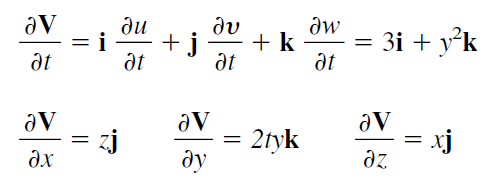 ∂V/∂t = i ∂u/∂t + j ∂υ/∂t + k ∂w/∂t = 3i + y²k
∂V/∂x = zj    ∂V/∂y = 2tyk    ∂V/∂z = xj